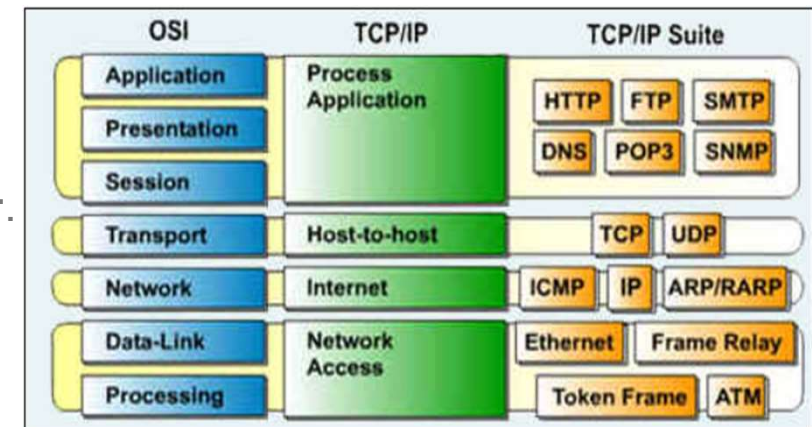 OSI TCP/IP TCP/IP Suite
Application
Presentation
Session
Process
Application
HTTP FTP SMTP
DNS POP3 SNMP
Transport Host-to-host TCP UDP
Network Internet ICMP IP ARP/RARP
Data-Link
Processing
Network
Access
Ethernet Frame Relay
Token Frame ATM